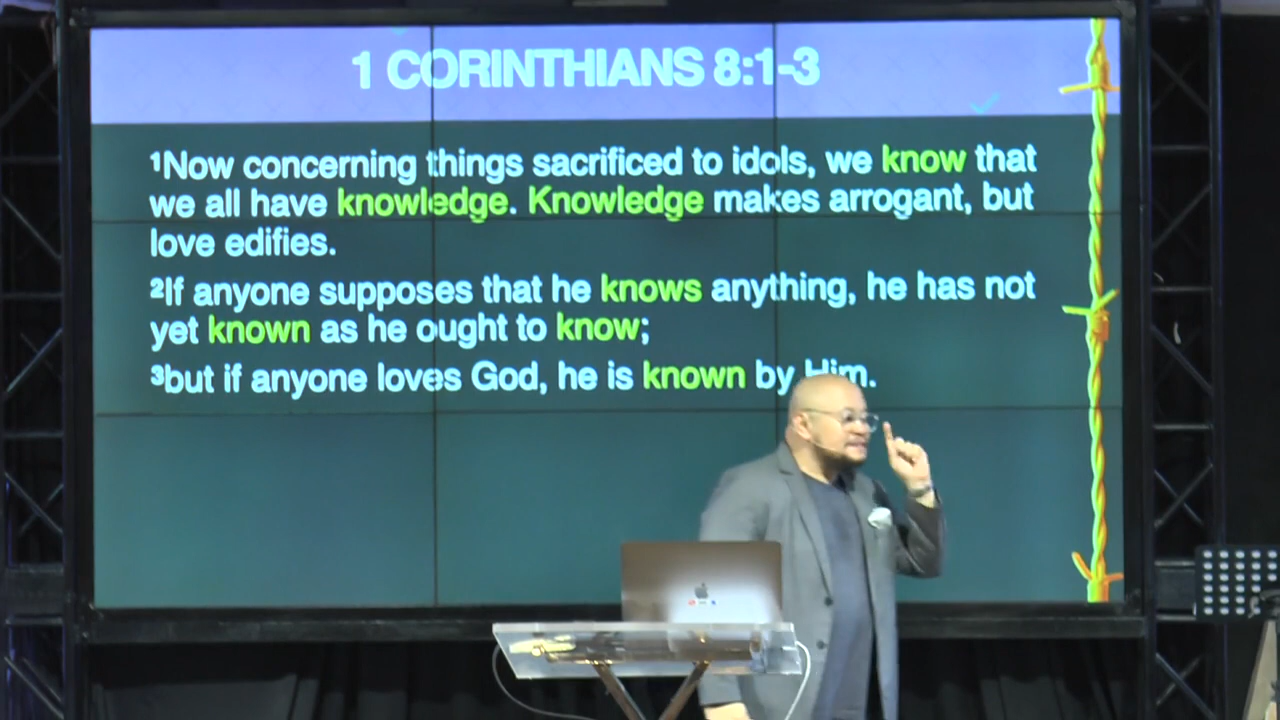 1 CORINTHIANS 8:1-3
¹Now concerning things sacrificed to idols, we know that
we all have knowledge. Knowledge makes arrogant, but
love edifies.
²If anyone supposes that he knows anything, he has not
yet known as he ought to know;
³but if anyone loves God, he is known by Him.